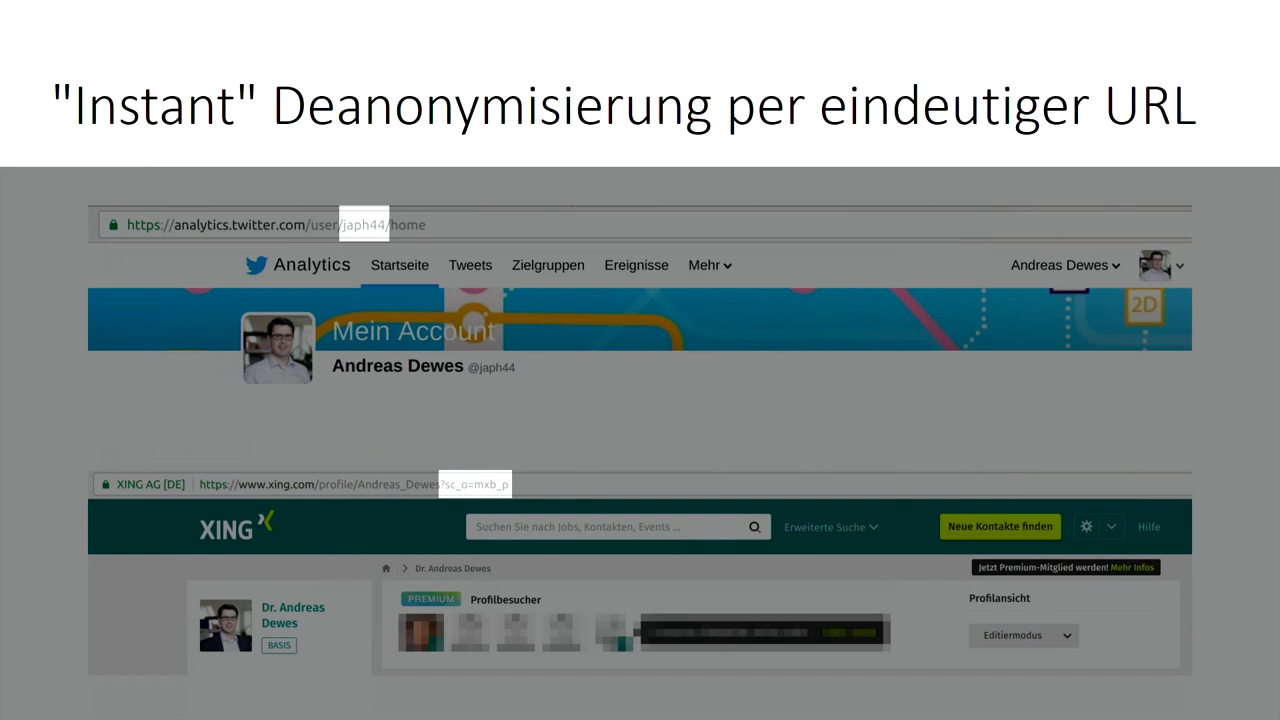 "Instant" Deanonymisierung per eindeutiger URL
https://analytics.twitter.com/user/japh44/home
Analytics Startseite Tweets Zielgruppen Ereignisse Mehr Andreas Dewes
2D
Mein Account
Andreas Dewes @japh44
XING AG [DE] https://www.xing.com/profile/Andreas_Dewes?sc_o=mxb_p
XING Suchen Sie nach Jobs, Kontakten, Events ... Erweiterte Suche Neue Kontakte finden Hilfe
Dr. Andreas Dewes Jetzt Premium-Mitglied werden! Mehr Infos
PREMIUM Profilbesucher Profilansicht
Dr. Andreas
Dewes
Editiermodus
BASIS